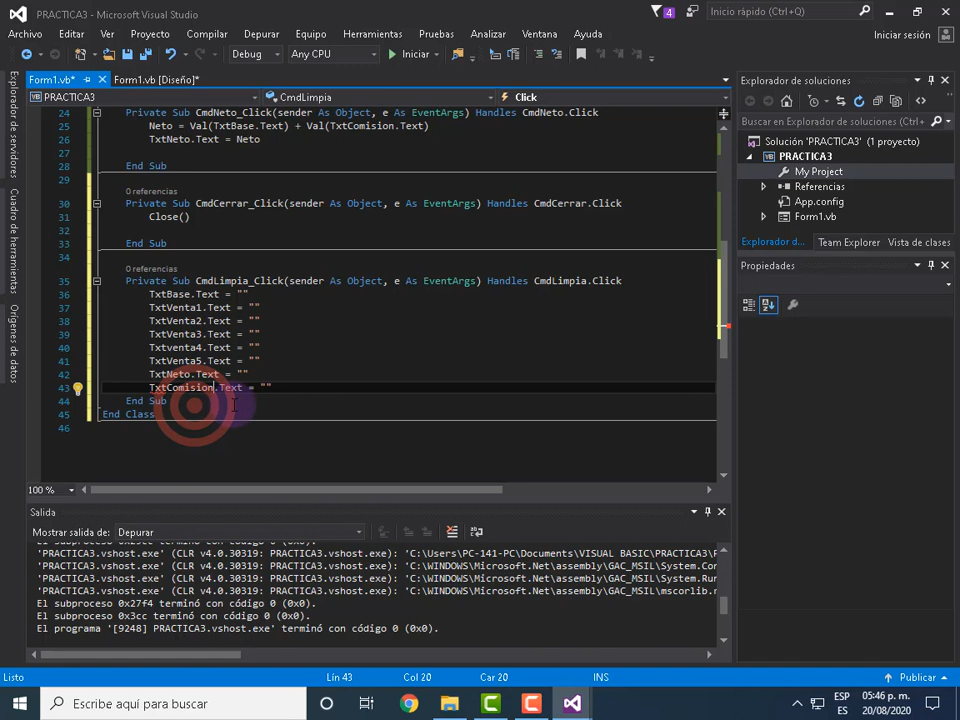 PRACTICA3 - Microsoft Visual Studio
4
Inicio rápido (Ctrl+Q)
Archivo Editar Ver Proyecto Compilar Depurar Equipo Herramientas Pruebas Analizar Ventana Ayuda
Iniciar sesión
Debug Any CPU Iniciar
Explorador de servidores
Cuadro de herramientas
Orígenes de datos
Form1.vb* Form1.vb [Diseño]*
PRACTICA3 CmdLimpia Click
24 Private Sub CmdNeto_Click(sender As Object, e As EventArgs) Handles CmdNeto.Click
25 Neto = Val(TxtBase.Text) + Val(TxtComision.Text)
26 TxtNeto.Text = Neto
27
28 End Sub
29
0 referencias
30 Private Sub CmdCerrar_Click(sender As Object, e As EventArgs) Handles CmdCerrar.Click
31 Close()
32
33 End Sub
34
0 referencias
35 Private Sub CmdLimpia_Click(sender As Object, e As EventArgs) Handles CmdLimpia.Click
36 TxtBase.Text = ""
37 TxtVenta1.Text = ""
38 TxtVenta2.Text = ""
39 TxtVenta3.Text = ""
40 Txtventa4.Text = ""
41 TxtVenta5.Text = ""
42 TxtNeto.Text = ""
43 TxtComision.Text = ""
44 End Sub
45 End Class
46
100 %
Explorador de soluciones
Buscar en Explorador de soluciones (Ctrl+
Solución 'PRACTICA3' (1 proyecto)
PRACTICA3
My Project
Referencias
App.config
Form1.vb
Explorador d... Team Explorer Vista de clases
Propiedades
Salida
Mostrar salida de: Depurar
El subproceso 0x2Sec terminó con código 0 (0x0).
'PRACTICA3.vshost.exe' (CLR v4.0.30319: PRACTICA3.vshost.exe): 'C:\Users\PC-141-PC\Documents\VISUAL BASIC\PRACTICA3\P
'PRACTICA3.vshost.exe' (CLR v4.0.30319: PRACTICA3.vshost.exe): 'C:\WINDOWS\Microsoft.Net\assembly\GAC_MSIL\System.Con
'PRACTICA3.vshost.exe' (CLR v4.0.30319: PRACTICA3.vshost.exe): 'C:\WINDOWS\Microsoft.Net\assembly\GAC_MSIL\System.Run
'PRACTICA3.vshost.exe' (CLR v4.0.30319: PRACTICA3.vshost.exe): 'C:\WINDOWS\Microsoft.Net\assembly\GAC_MSIL\mscorlib.r
El subproceso 0x27f4 terminó con código 0 (0x0).
El subproceso 0x3cc terminó con código 0 (0x0).
El programa '[9248] PRACTICA3.vshost.exe' terminó con código 0 (0x0).
Listo Lín 43 Col 20 Car 20 INS Publicar
Escribe aquí para buscar
ESP 05:46 p. m.
ES 20/08/2020